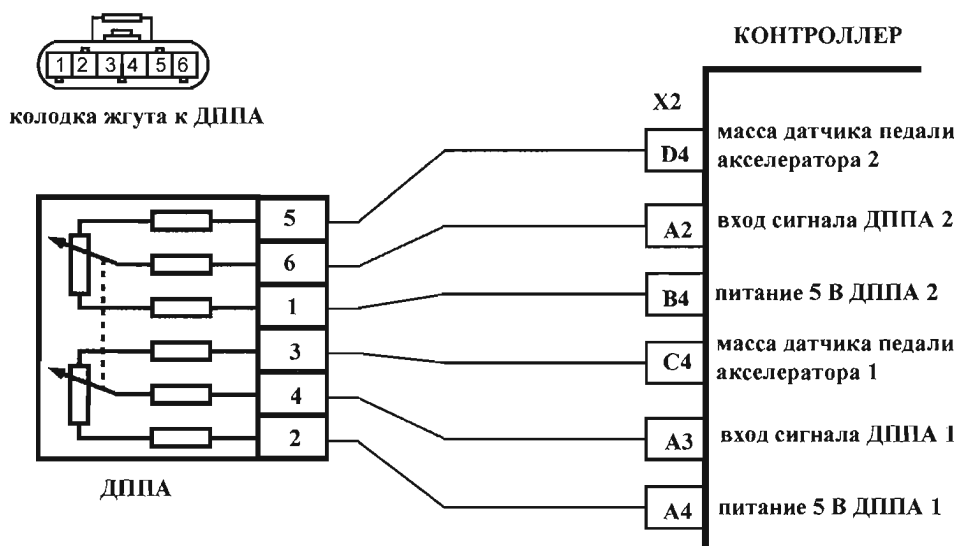 1 2 3 4 5 6
колодка жгута к ДППА
КОНТРОЛЛЕР
X2
D4
масса датчика педали
акселератора 2
A2
вход сигнала ДППА 2
B4
питание 5 В ДППА 2
C4
масса датчика педали
акселератора 1
A3
вход сигнала ДППА 1
A4
питание 5 В ДППА 1
5
6
1
3
4
2
ДППА